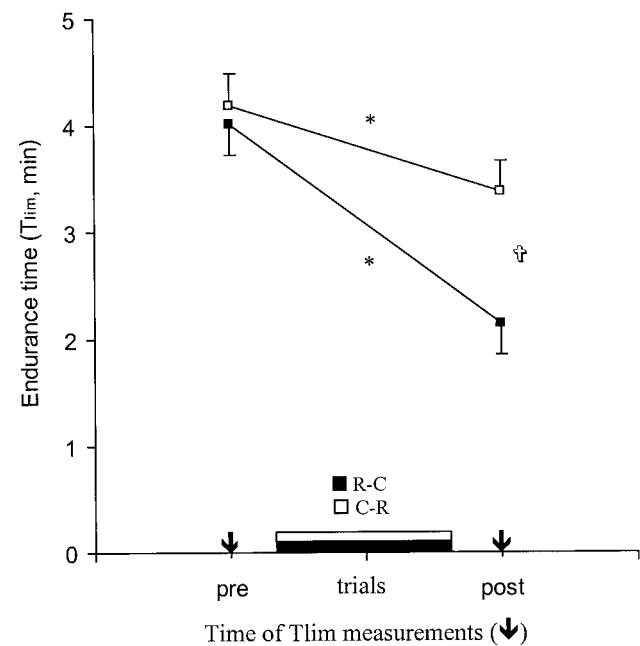 5
4
3
2
1
0
Endurance time (Tlim, min)
*
*
✞
R-C
C-R
pre trials post
Time of Tlim measurements (🡇)